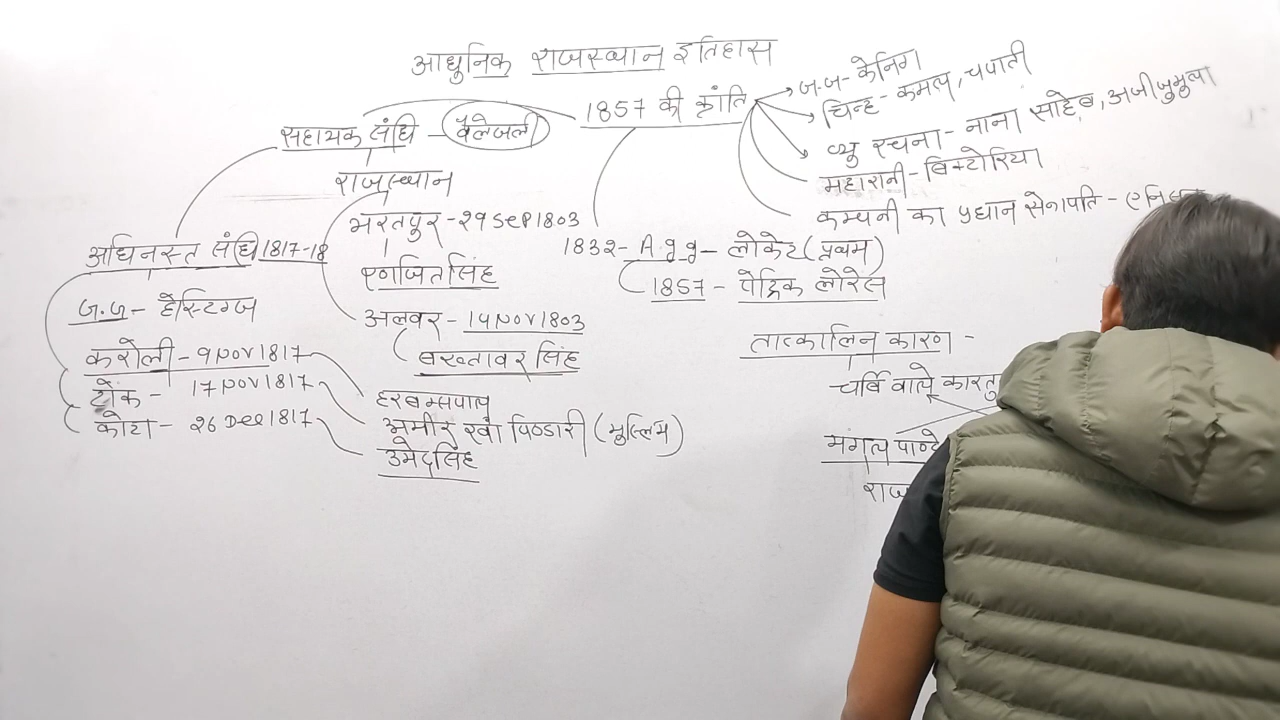 आधुनिक राजस्थान इतिहास
1857 की क्रांति
ज.ज- केनिंग
चिन्ह - कमल, चपाती
व्यु रचना - नाना साहेब, अजीजुमुल्ला
महारानी - विक्टोरिया
कम्पनी का प्रधान सेनापति -
सहायक संधि - वैलेजली
राजस्थान
भरतपुर - 29 Sep 1803
रणजितसिंह
अलवर - 14 Nov 1803
बख्तावर सिंह
अधिनस्त संधि 1817-18
ज.ज - हेस्टिंग्ज
करोली - 9 Nov 1817
हरबक्सपाल
टोंक - 17 Nov 1817
अमीर खां पिण्डारी (मुस्लिम)
कोटा - 26 Dec 1817
उमेदसिंह
1832 - A.g.g - लोकेट (प्रथम)
1857 - पेट्रिक लोरेंस
तात्कालिन कारण -
चर्बि वाले कारतु
मंगल पाण्डे
राज